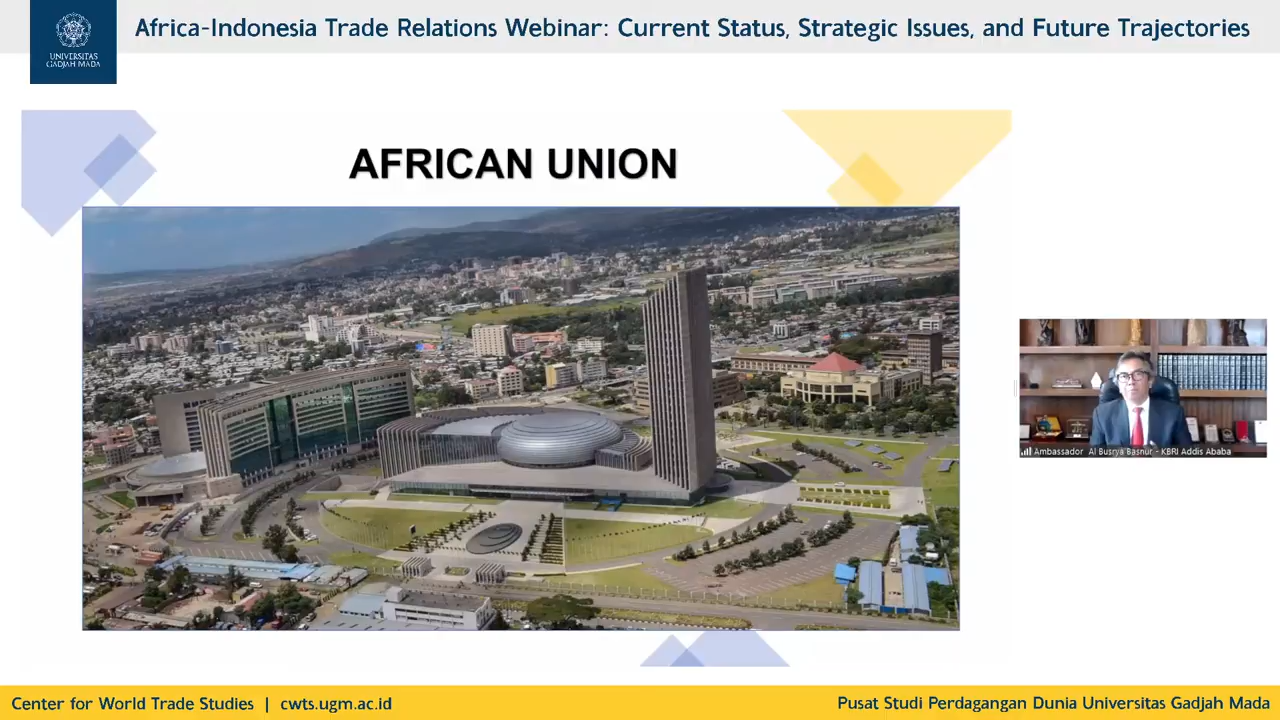 Africa-Indonesia Trade Relations Webinar: Current Status, Strategic Issues, and Future Trajectories
UNIVERSITAS
GADJAH MADA
AFRICAN UNION
Ambassador Al Busyra Basnur - KBRI Addis Ababa
Center for World Trade Studies | cwts.ugm.ac.id
Pusat Studi Perdagangan Dunia Universitas Gadjah Mada